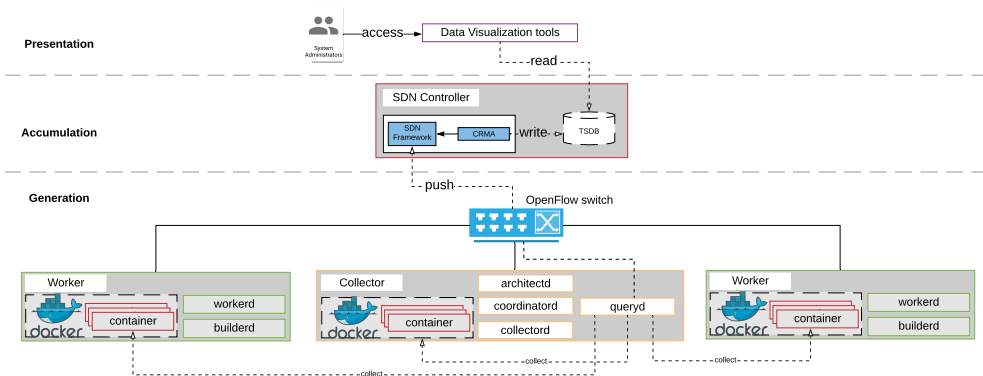 System
Administrators
access
Data Visualization tools
Presentation
read
SDN Controller
Accumulation
SDN
Framework
CRMA
write
TSDB
push
Generation
OpenFlow switch
Worker
docker
container
workerd
builderd
Collector
docker
container
architectd
coordinatord
collectord
queryd
Worker
docker
container
workerd
builderd
collect
collect
collect